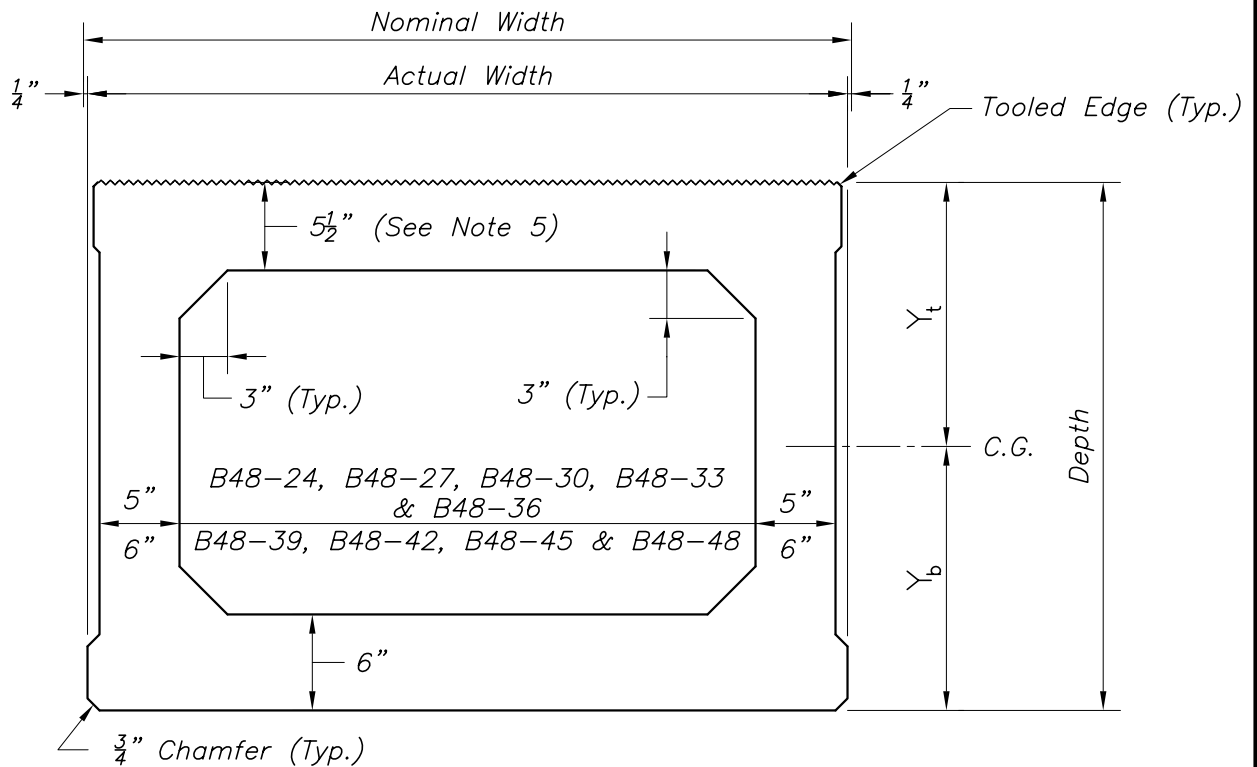 Nominal Width
Actual Width
1/4"
1/4"
Tooled Edge (Typ.)
5 1/2" (See Note 5)
Yt
3" (Typ.)
3" (Typ.)
C.G.
Depth
B48-24, B48-27, B48-30, B48-33
& B48-36
5"
5"
6"
B48-39, B48-42, B48-45 & B48-48
6"
Yb
6"
3/4" Chamfer (Typ.)